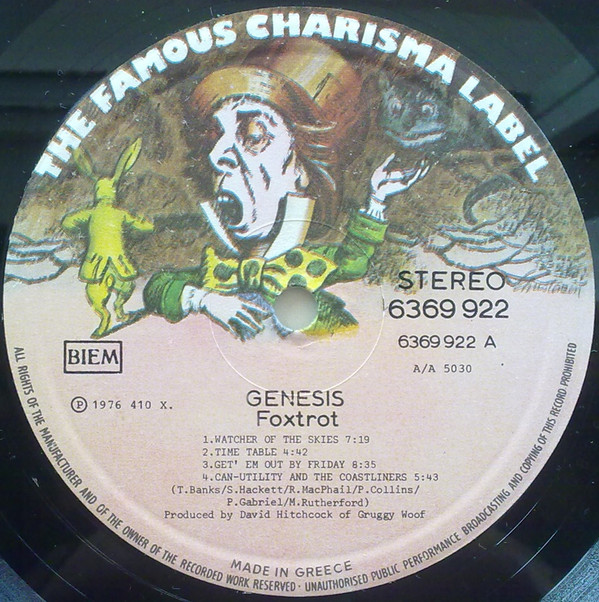 THE FAMOUS CHARISMA LABEL
STEREO
6369 922
6369 922 A
A/A 5030
BIEM
Ⓟ 1976 410 X.
GENESIS
Foxtrot
1.WATCHER OF THE SKIES 7:19
2.TIME TABLE 4:42
3.GET' EM OUT BY FRIDAY 8:35
4.CAN-UTILITY AND THE COASTLINERS 5:43
(T.Banks/S.Hackett/R.MacPhail/P.Collins/
P.Gabriel/M.Rutherford)
Produced by David Hitchcock of Gruggy Woof
MADE IN GREECE
ALL RIGHTS OF THE MANUFACTURER AND OF THE OWNER OF THE RECORDED WORK RESERVED · UNAUTHORISED PUBLIC PERFORMANCE BROADCASTING AND COPYING OF THIS RECORD PROHIBITED